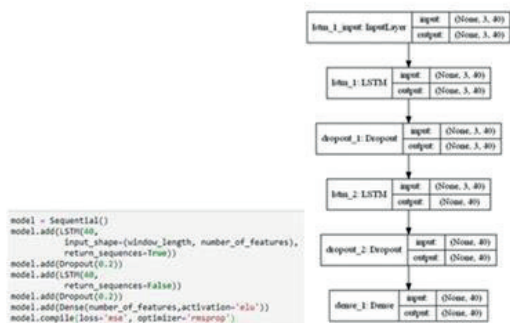 model = Sequential()
model.add(LSTM(40,
input_shape=(window_length, number_of_features),
return_sequences=True))
model.add(Dropout(0.2))
model.add(LSTM(60,
return_sequences=False))
model.add(Dropout(0.2))
model.add(Dense(number_of_features,activation='elu'))
model.compile(loss='mse', optimizer='rmsprop')
lstm_1_input: InputLayer
input: (None, 3, 40)
output: (None, 3, 40)
lstm_1: LSTM
input: (None, 3, 40)
output: (None, 3, 40)
dropout_1: Dropout
input: (None, 3, 40)
output: (None, 3, 40)
lstm_2: LSTM
input: (None, 3, 40)
output: (None, 40)
dropout_2: Dropout
input: (None, 40)
output: (None, 40)
dense_1: Dense
input: (None, 40)
output: (None, 40)